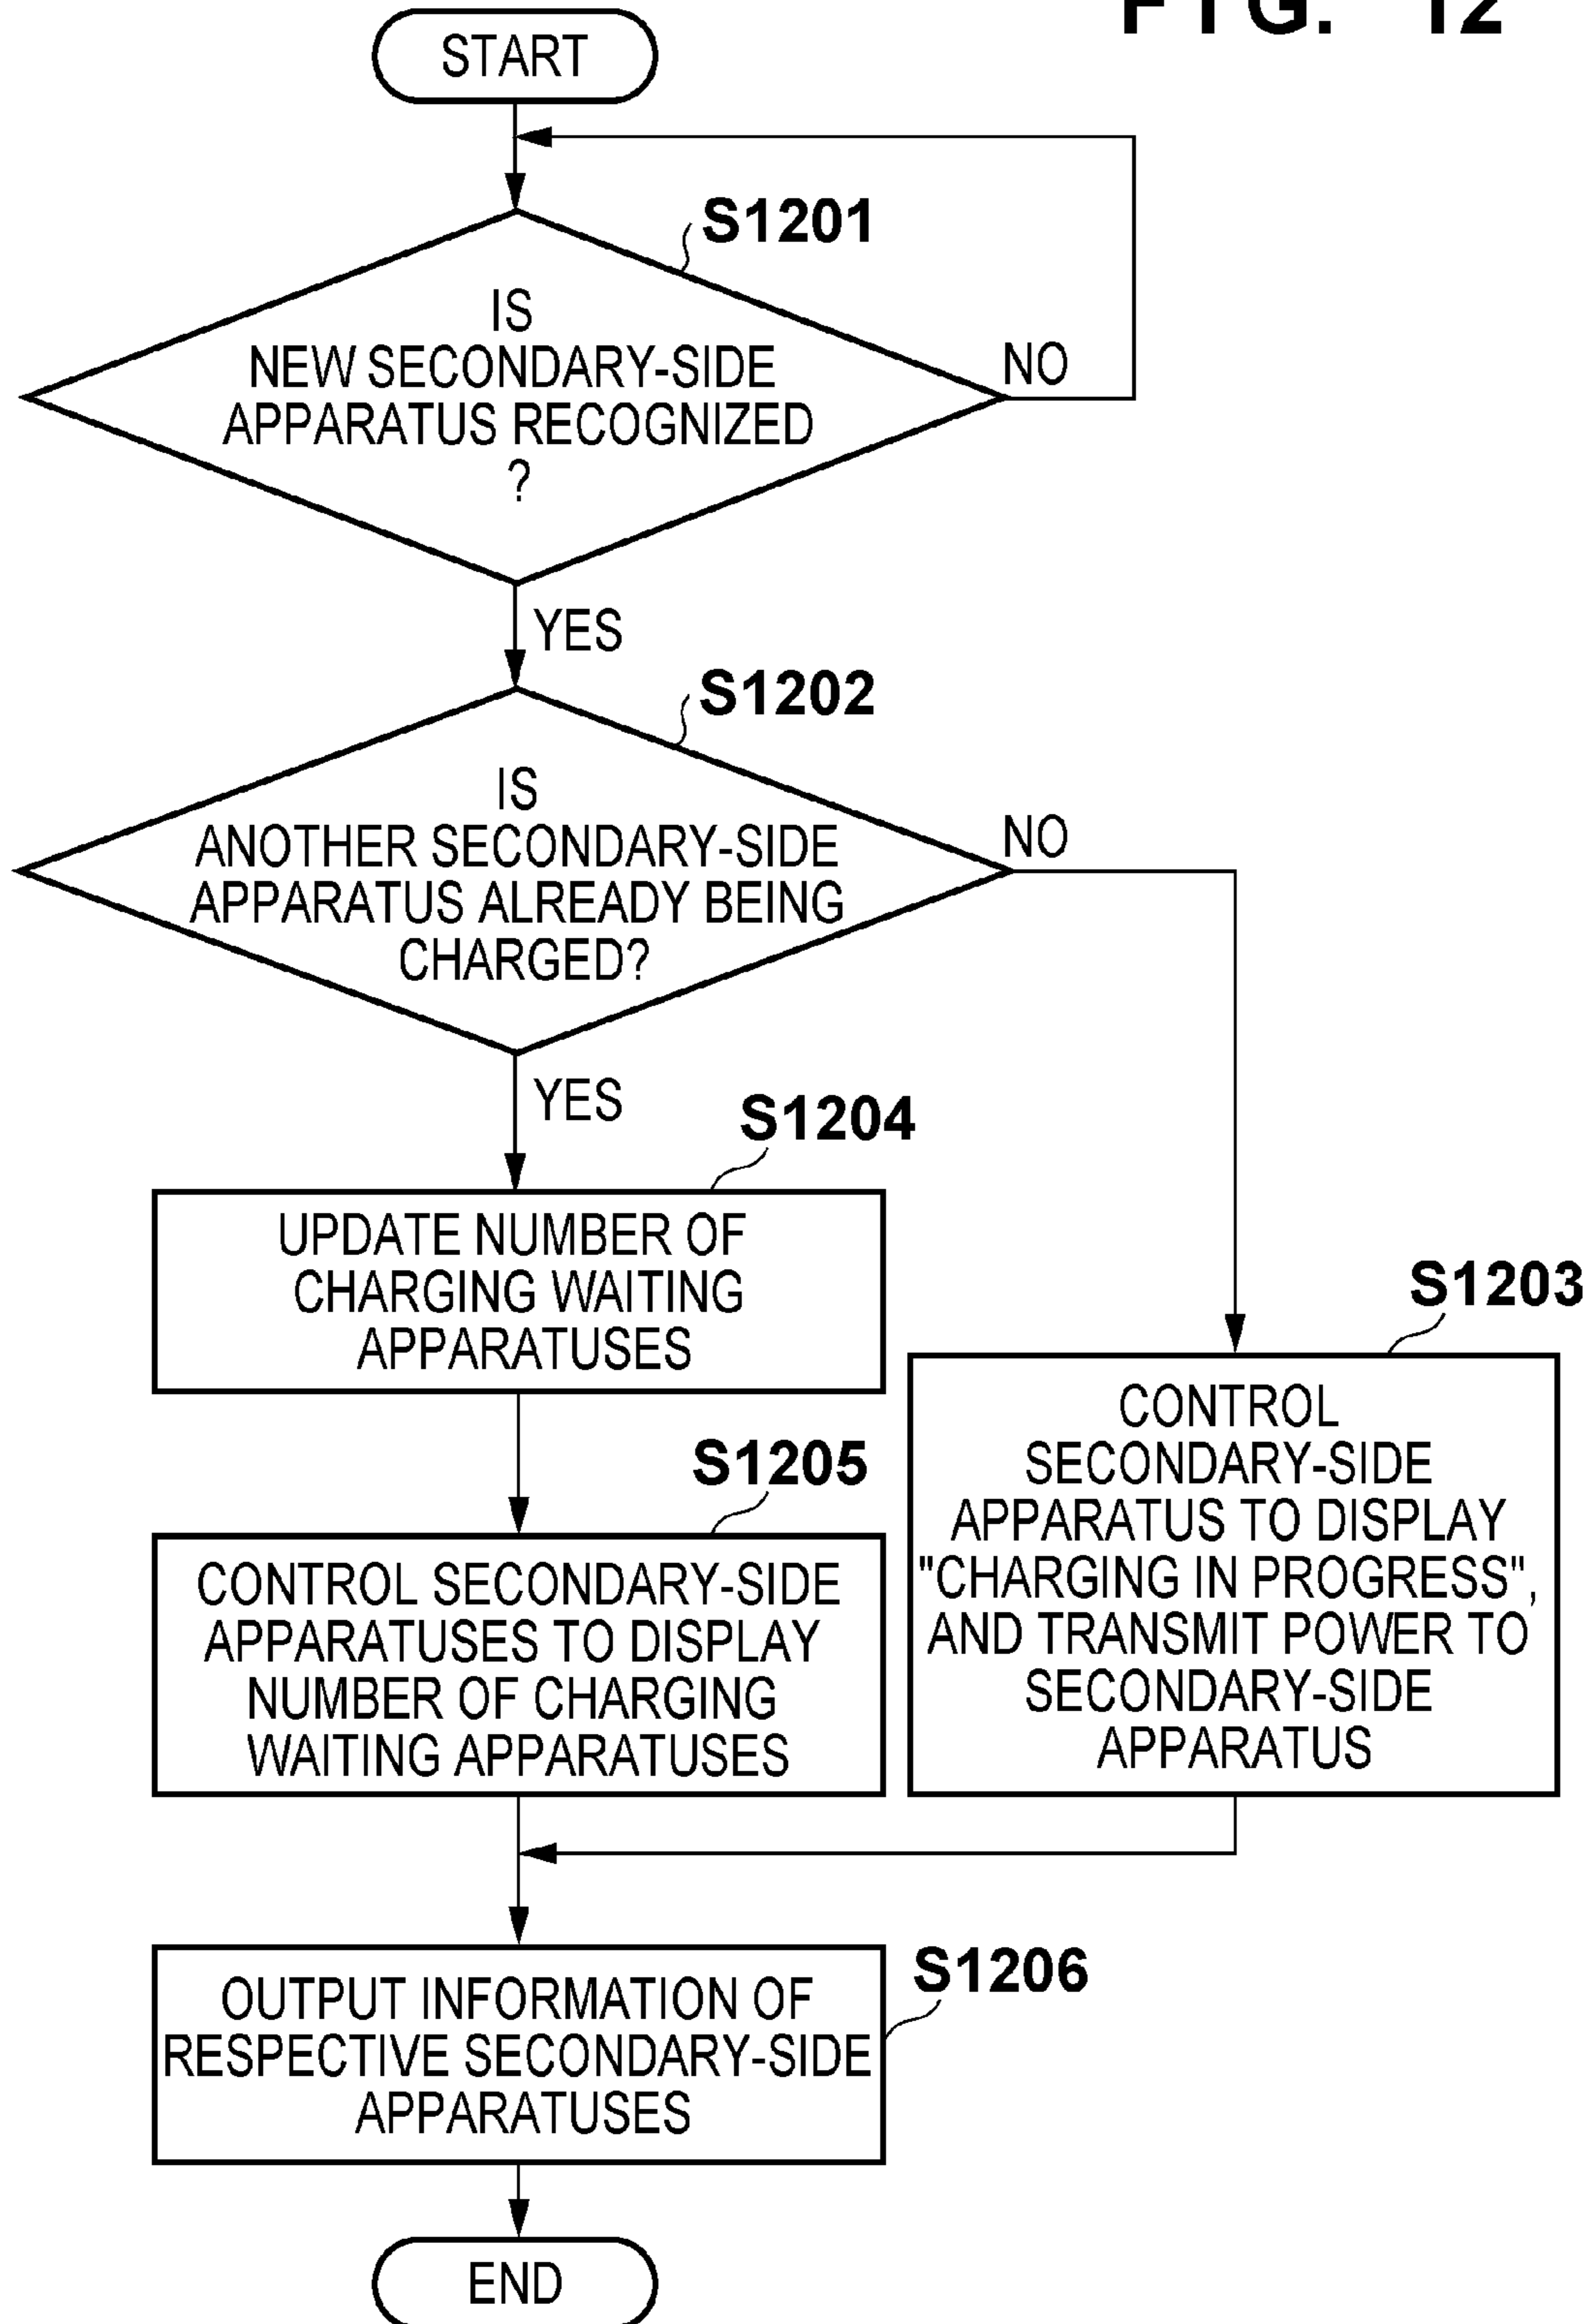 FIG. 12
START
S1201
IS
NEW SECONDARY-SIDE
APPARATUS RECOGNIZED
?
NO
YES
S1202
IS
ANOTHER SECONDARY-SIDE
APPARATUS ALREADY BEING
CHARGED?
NO
YES
S1204
UPDATE NUMBER OF
CHARGING WAITING
APPARATUSES
S1203
CONTROL
SECONDARY-SIDE
APPARATUS TO DISPLAY
"CHARGING IN PROGRESS",
AND TRANSMIT POWER TO
SECONDARY-SIDE
APPARATUS
S1205
CONTROL SECONDARY-SIDE
APPARATUSES TO DISPLAY
NUMBER OF CHARGING
WAITING APPARATUSES
S1206
OUTPUT INFORMATION OF
RESPECTIVE SECONDARY-SIDE
APPARATUSES
END